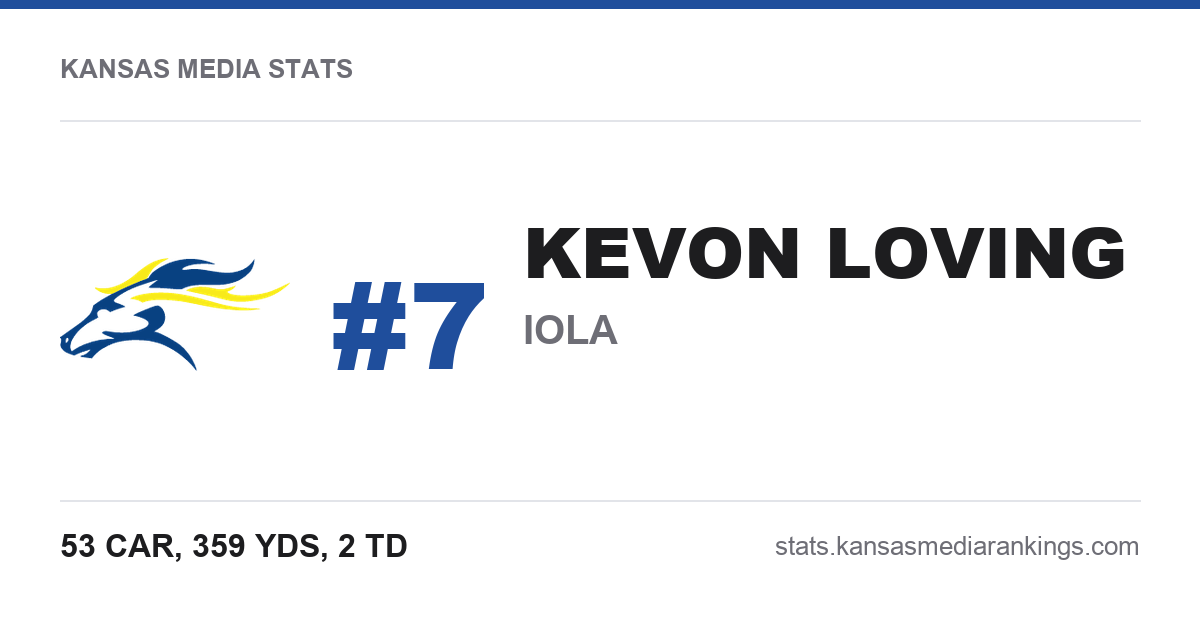 KANSAS MEDIA STATS
#7
KEVON LOVING
IOLA
53 CAR, 359 YDS, 2 TD
stats.kansasmediarankings.com